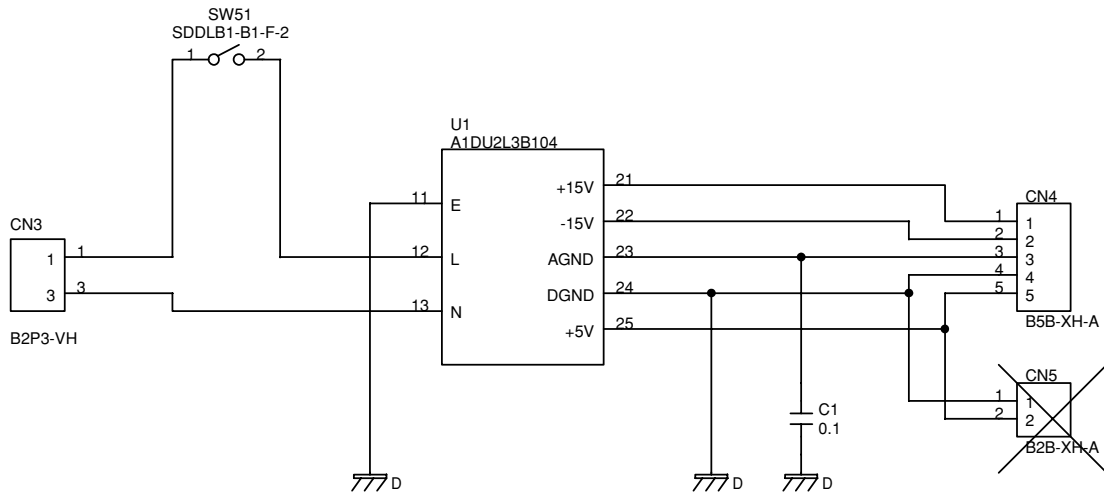 SW51
SDDLB1-B1-F-2
1 2
U1
A1DU2L3B104
CN3
1 1
3 3
B2P3-VH
11 E
12 L
13 N
+15V 21
-15V 22
AGND 23
DGND 24
+5V 25
CN4
1 1
2 2
3 3
4 4
5 5
B5B-XH-A
CN5
1 1
2 2
B2B-XH-A
C1
0.1
D
D
D